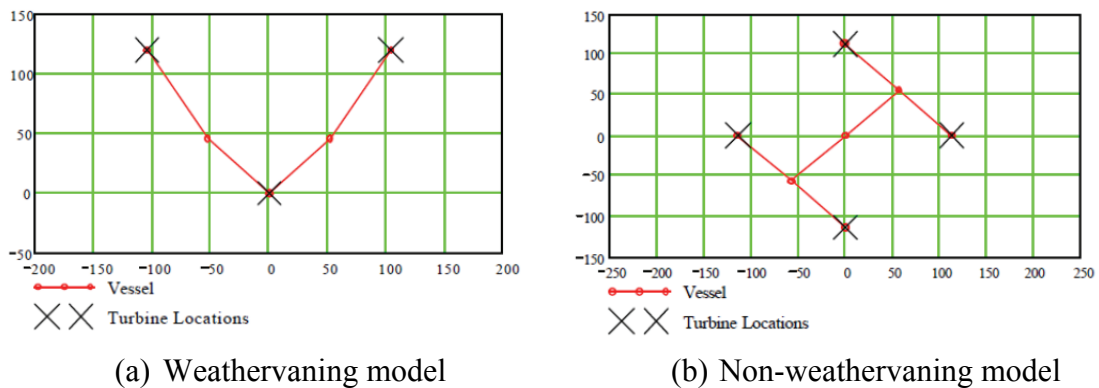 150
100
50
0
−50
−200 −150 −100 −50 0 50 100 150 200
Vessel
Turbine Locations
(a) Weathervaning model
150
100
50
0
−50
−100
−150
−250 −200 −150 −100 −50 0 50 100 150 200 250
Vessel
Turbine Locations
(b) Non-weathervaning model